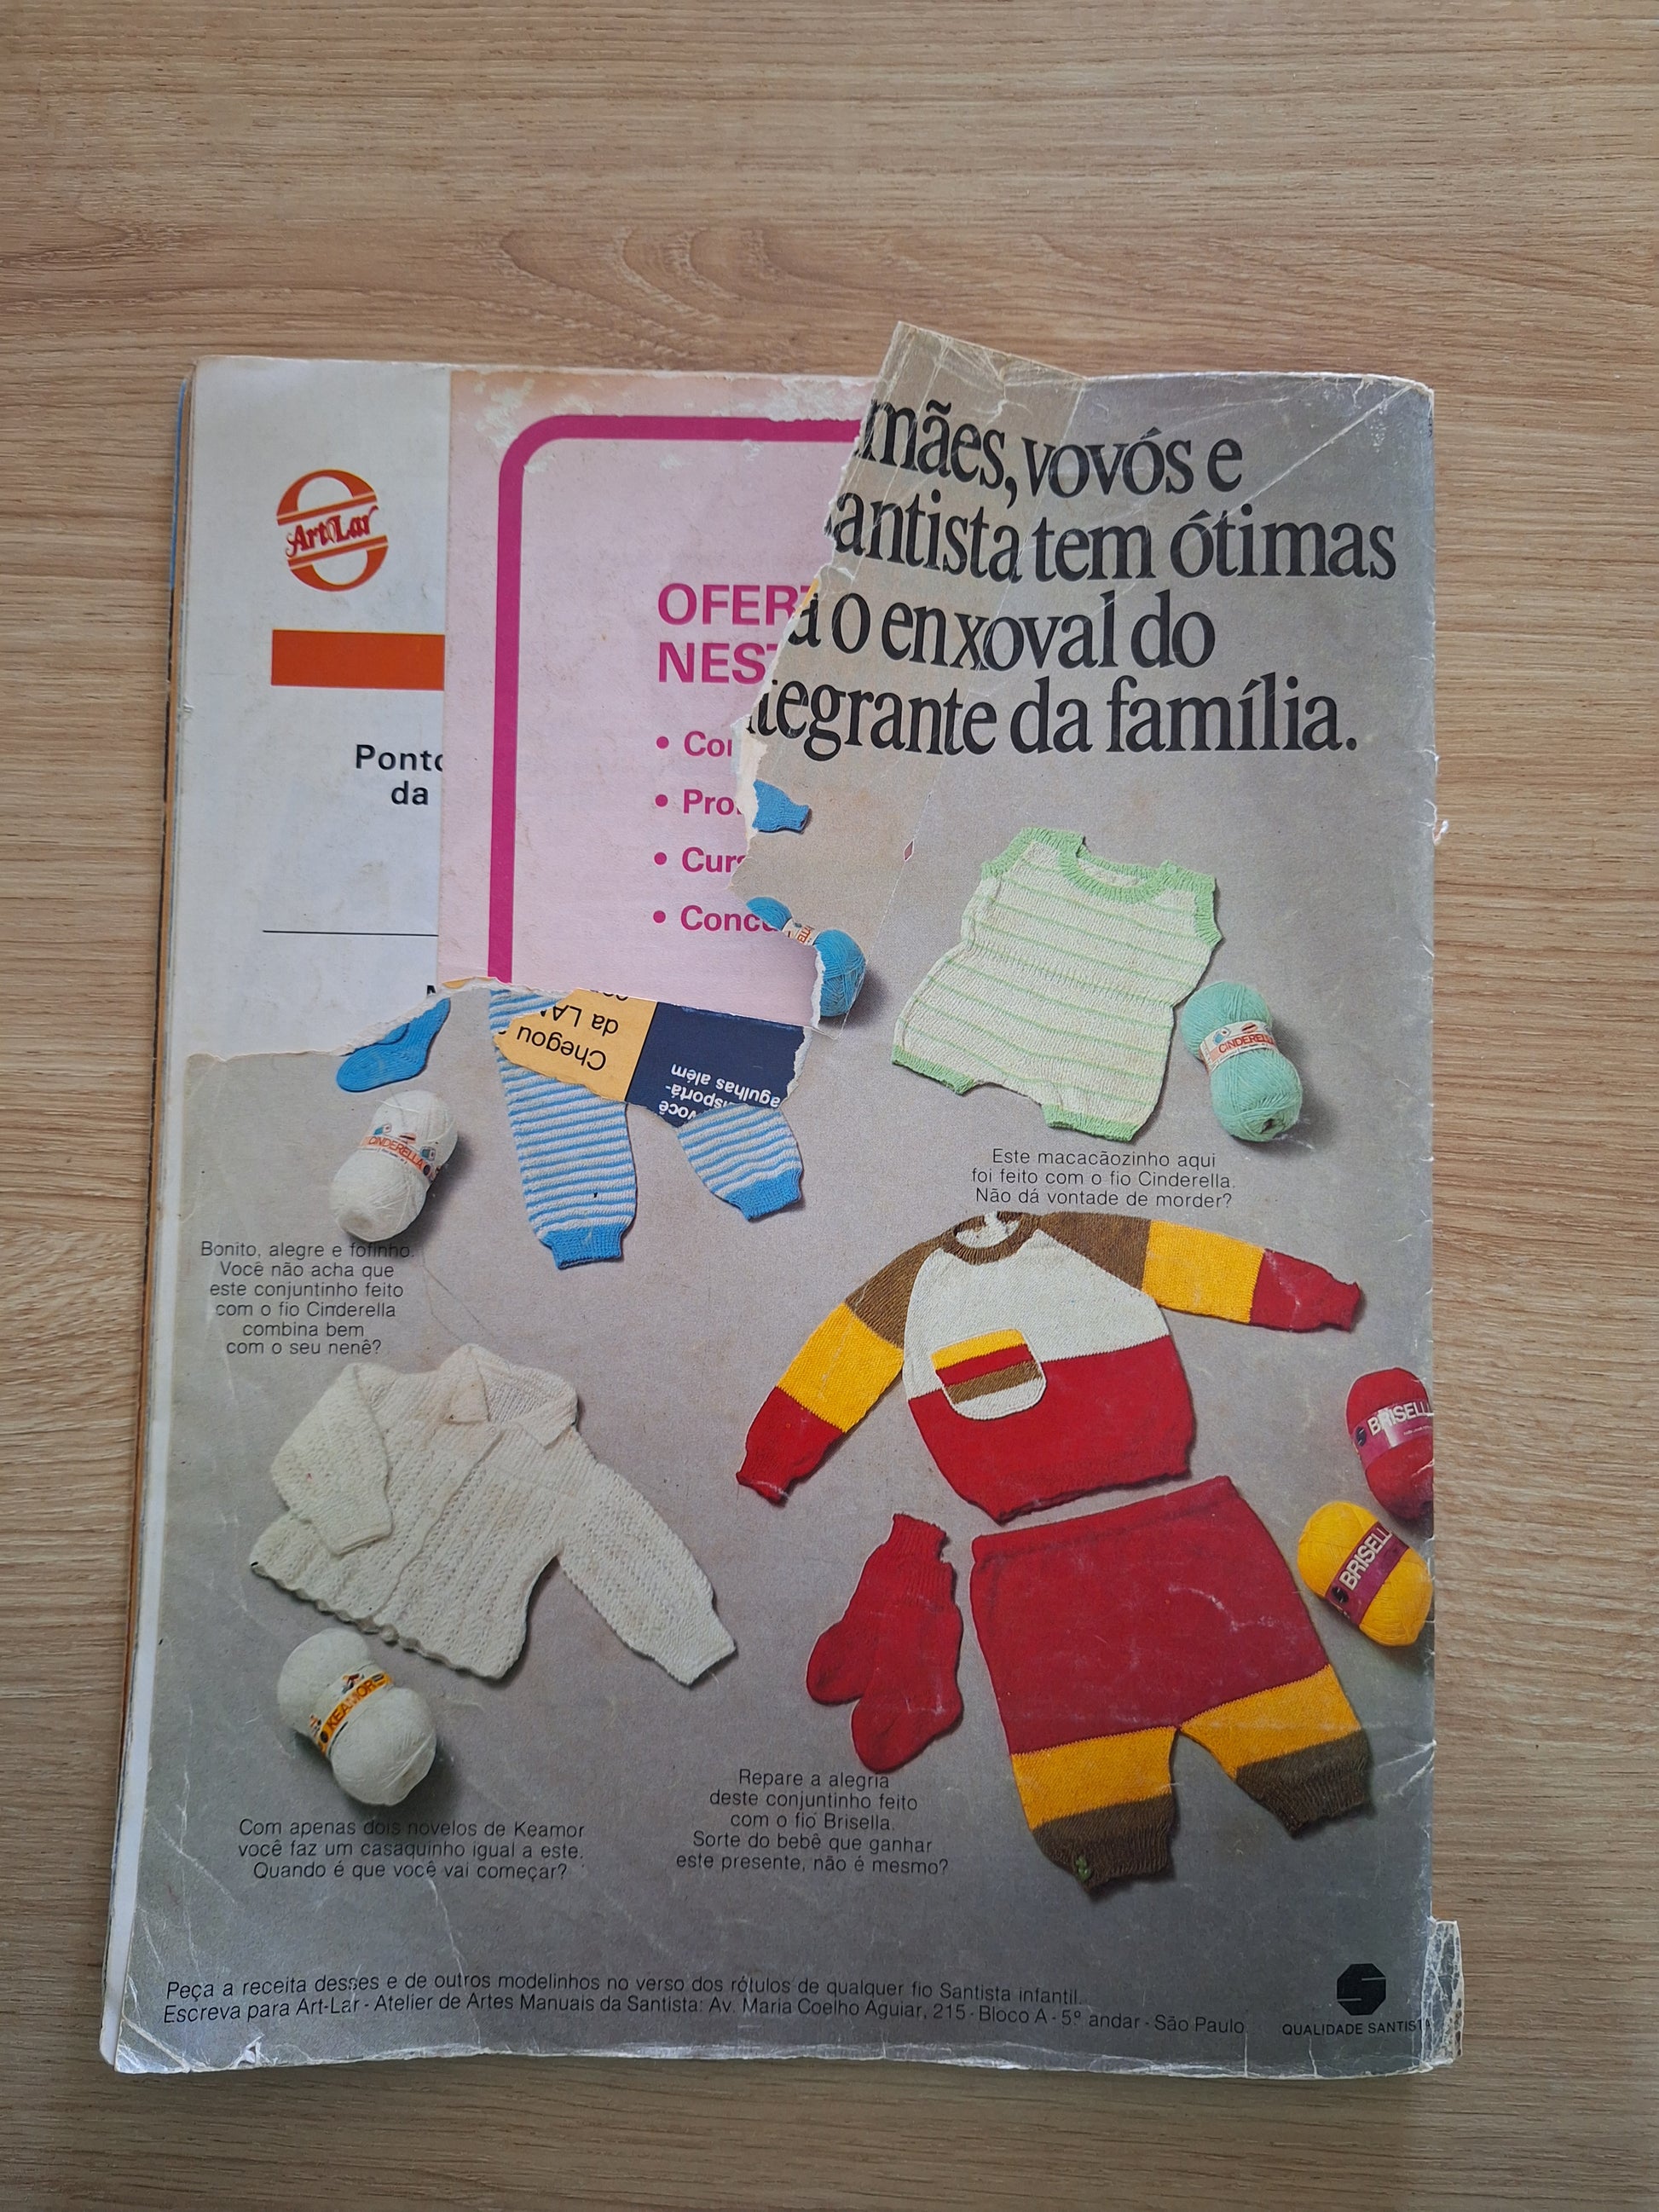 mães, vovós e
antista tem ótimas
a o enxoval do
tegrante da família.
Art Lar
OFERT
NEST
Ponto
da
• Co
• Pro
• Curs
• Conc
Chegou
da LA
você
nsportá-
agulhas além
CINDERELLA
CINDERELLA
Este macacãozinho aqui
foi feito com o fio Cinderella.
Não dá vontade de morder?
Bonito, alegre e fofinho.
Você não acha que
este conjuntinho feito
com o fio Cinderella
combina bem
com o seu nenê?
BRISELL
BRISELL
KEAMOR
Com apenas dois novelos de Keamor
você faz um casaquinho igual a este.
Quando é que você vai começar?
Repare a alegria
deste conjuntinho feito
com o fio Brisella.
Sorte do bebê que ganhar
este presente, não é mesmo?
Peça a receita desses e de outros modelinhos no verso dos rótulos de qualquer fio Santista infantil.
Escreva para Art-Lar - Atelier de Artes Manuais da Santista: Av. Maria Coelho Aguiar, 215 - Bloco A - 5º andar - São Paulo
QUALIDADE SANTISTA